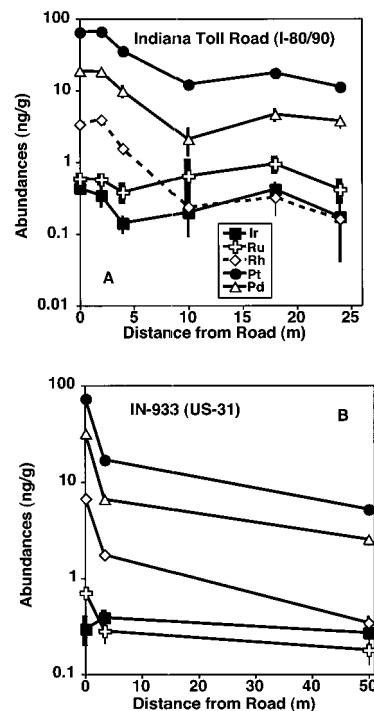 Indiana Toll Road (I-80/90)
100
10
1
0.1
0.01
Abundances (ng/g)
A
Ir
Ru
Rh
Pt
Pd
0 5 10 15 20 25
Distance from Road (m)
IN-933 (US-31)
B
100
10
1
0.1
Abundances (ng/g)
0 10 20 30 40 50
Distance from Road (m)